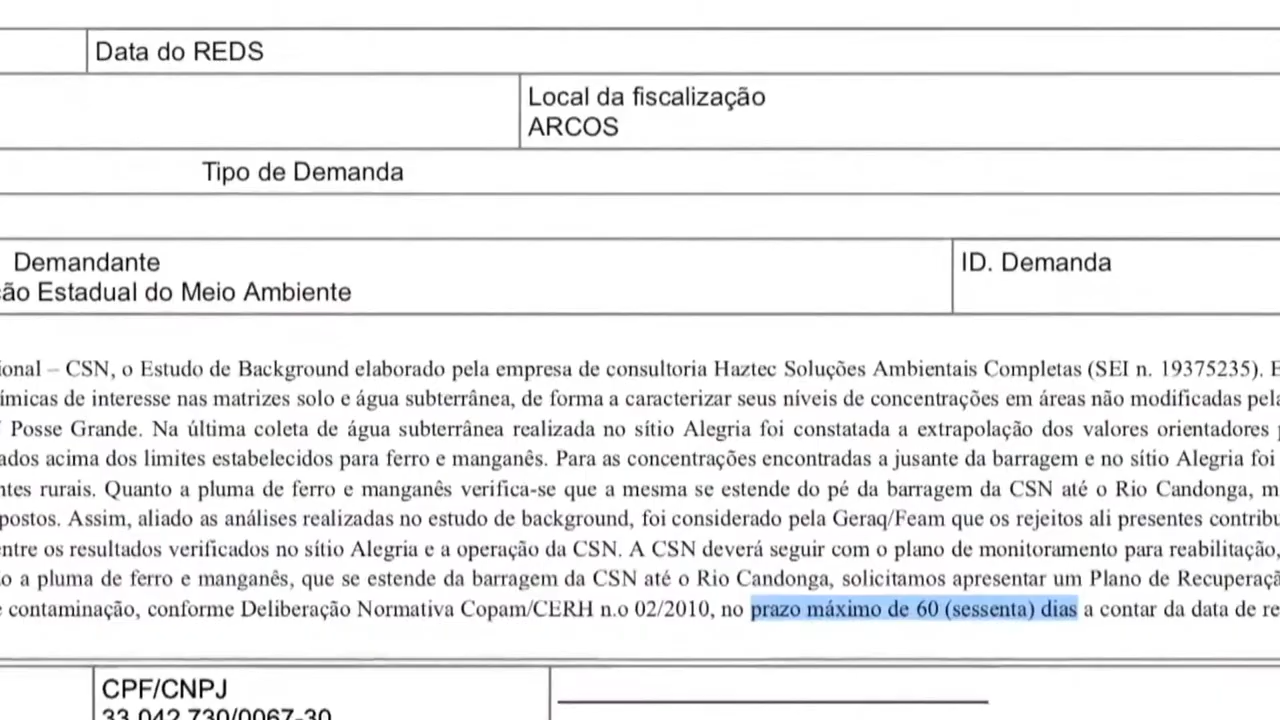 Data do REDS
Local da fiscalização
ARCOS
Tipo de Demanda
Demandante
ID. Demanda
ão Estadual do Meio Ambiente
ional – CSN, o Estudo de Background elaborado pela empresa de consultoria Haztec Soluções Ambientais Completas (SEI n. 19375235). E
ímicas de interesse nas matrizes solo e água subterrânea, de forma a caracterizar seus níveis de concentrações em áreas não modificadas pela
Posse Grande. Na última coleta de água subterrânea realizada no sítio Alegria foi constatada a extrapolação dos valores orientadores
ados acima dos limites estabelecidos para ferro e manganês. Para as concentrações encontradas a jusante da barragem e no sítio Alegria foi
ntes rurais. Quanto a pluma de ferro e manganês verifica-se que a mesma se estende do pé da barragem da CSN até o Rio Candonga, m
postos. Assim, aliado as análises realizadas no estudo de background, foi considerado pela Geraq/Feam que os rejeitos ali presentes contribu
entre os resultados verificados no sítio Alegria e a operação da CSN. A CSN deverá seguir com o plano de monitoramento para reabilitação,
o a pluma de ferro e manganês, que se estende da barragem da CSN até o Rio Candonga, solicitamos apresentar um Plano de Recuperaçã
e contaminação, conforme Deliberação Normativa Copam/CERH n.o 02/2010, no prazo máximo de 60 (sessenta) dias a contar da data de re
CPF/CNPJ
33.042.730/0067-30